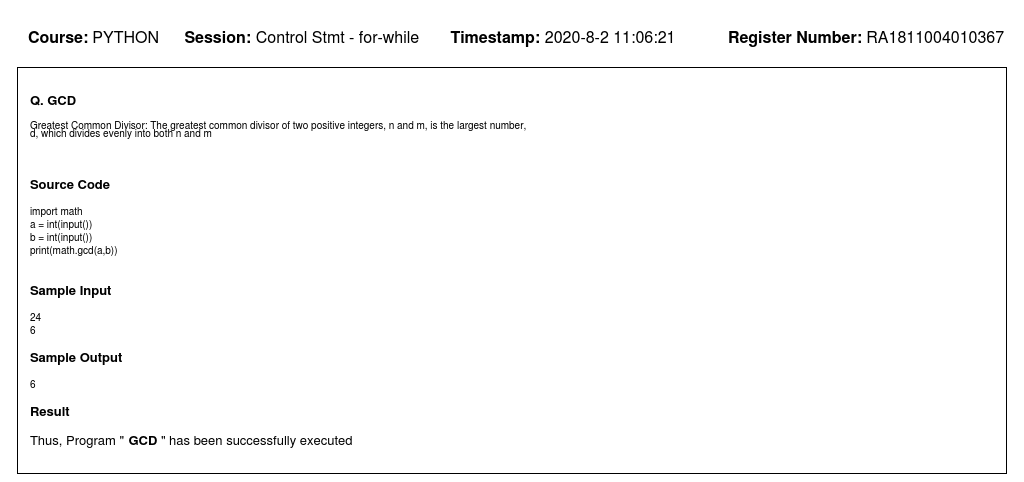 Course: PYTHON Session: Control Stmt - for-while Timestamp: 2020-8-2 11:06:21 Register Number: RA1811004010367
Q. GCD
Greatest Common Divisor: The greatest common divisor of two positive integers, n and m, is the largest number,
d, which divides evenly into both n and m
Source Code
import math
a = int(input())
b = int(input())
print(math.gcd(a,b))
Sample Input
24
6
Sample Output
6
Result
Thus, Program " GCD " has been successfully executed